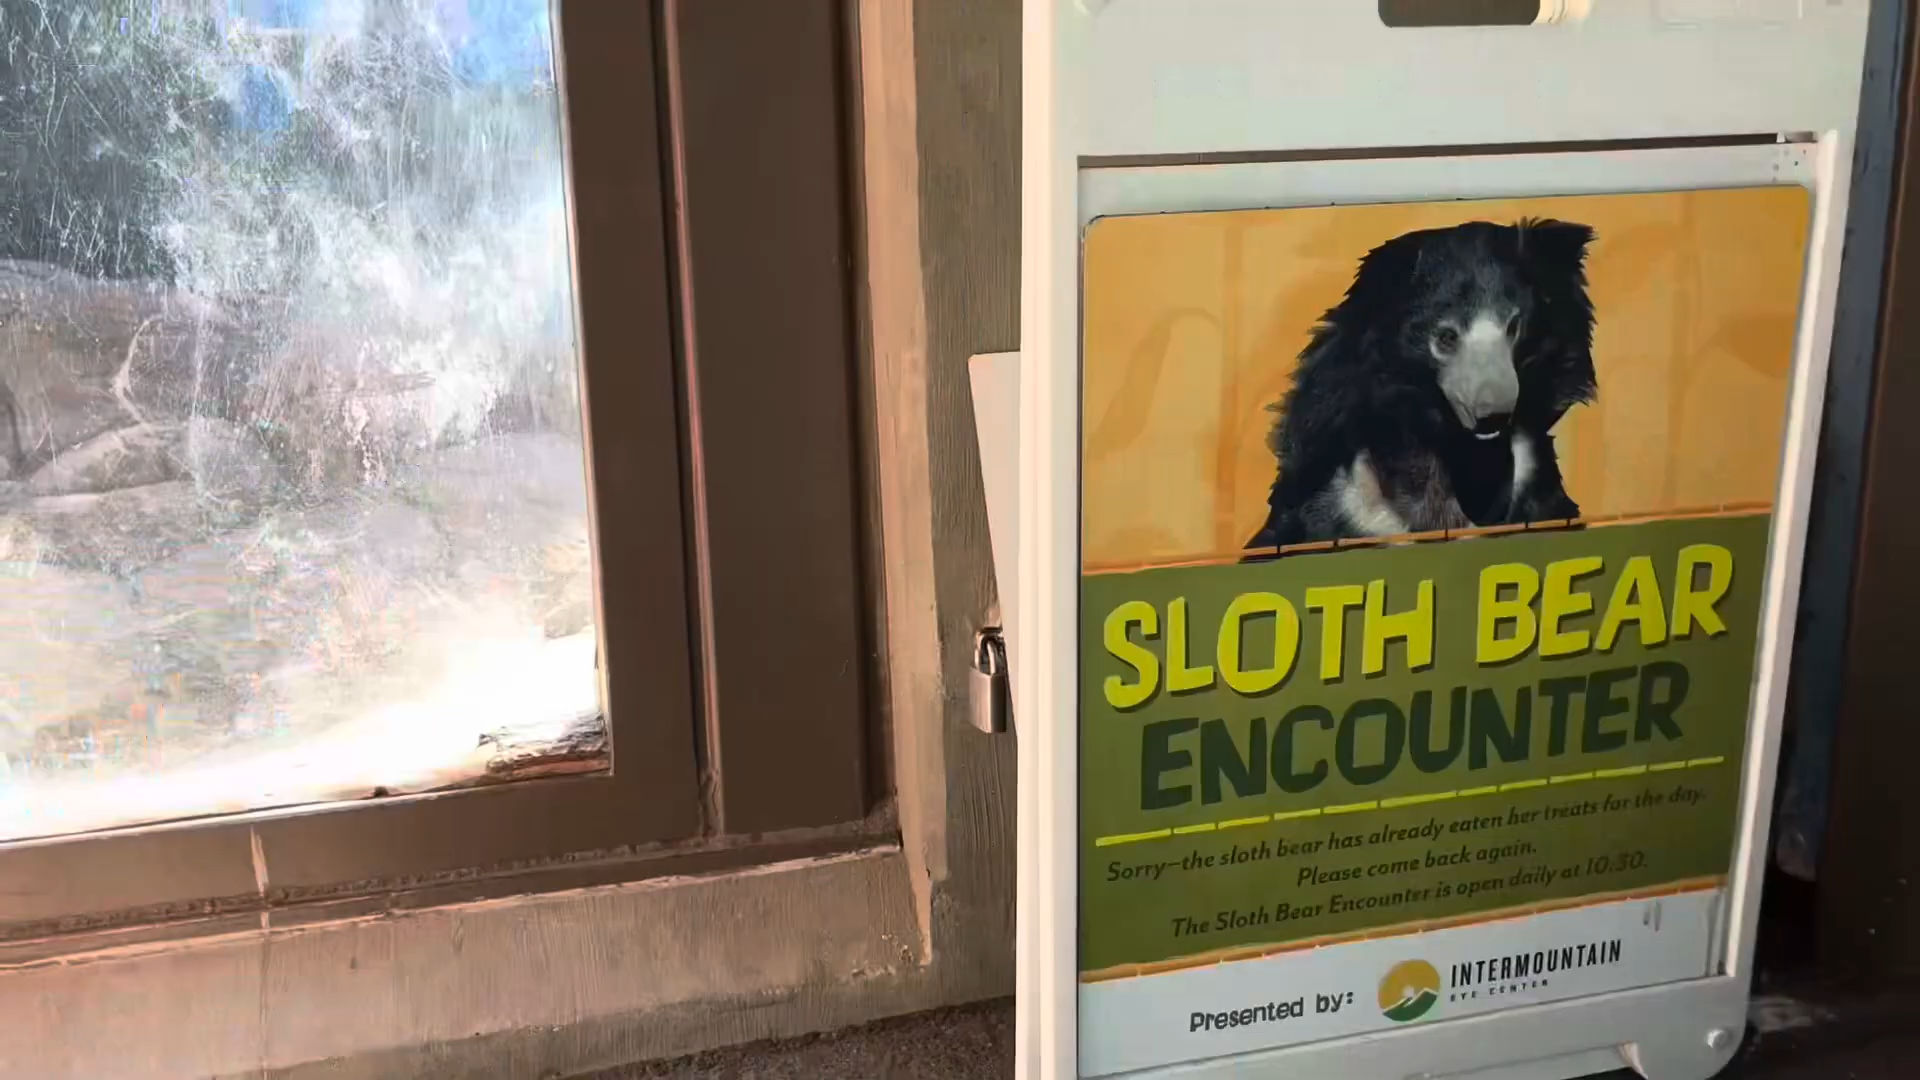 SLOTH BEAR
ENCOUNTER
Sorry—the sloth bear has already eaten her treats for the day.
Please come back again.
The Sloth Bear Encounter is open daily at 10:30.
Presented by:
INTERMOUNTAIN
EYE CENTER